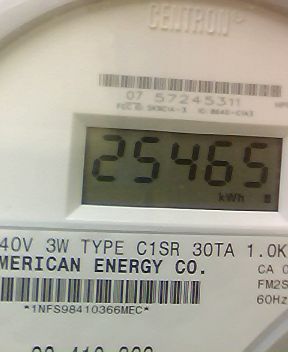 CENTRON®
07 57245311
25465
kWh
40V 3W TYPE C1SR 30TA 1.0K
MERICAN ENERGY CO.
CA 0
FM2S
60Hz
*1NFS98410366MEC*